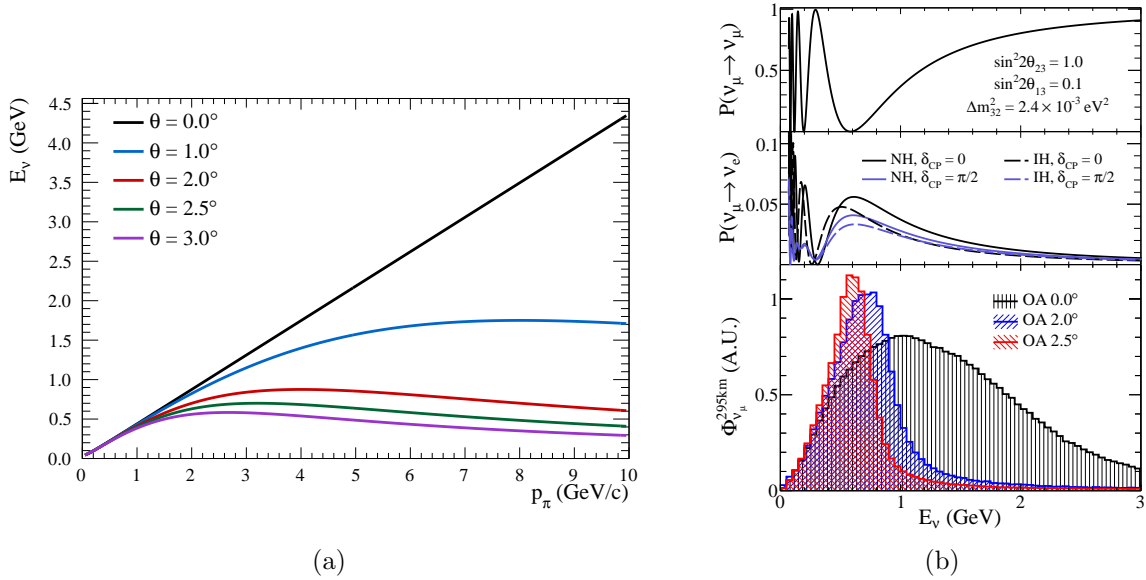 E_ν (GeV)
4.5
4.0
3.5
3.0
2.5
2.0
1.5
1.0
0.5
0.0
θ = 0.0°
θ = 1.0°
θ = 2.0°
θ = 2.5°
θ = 3.0°
0 1 2 3 4 5 6 7 8 9 10
p_π (GeV/c)
(a)
P(ν_μ → ν_μ)
1
0.5
sin²2θ₂₃ = 1.0
sin²2θ₁₃ = 0.1
Δm²₃₂ = 2.4 × 10⁻³ eV²
P(ν_μ → ν_e)
0.1
0.05
NH, δ_CP = 0 IH, δ_CP = 0
NH, δ_CP = π/2 IH, δ_CP = π/2
Φ_{ν_μ}^{295km} (A.U.)
1
0.5
0
OA 0.0°
OA 2.0°
OA 2.5°
0 1 2 3
E_ν (GeV)
(b)